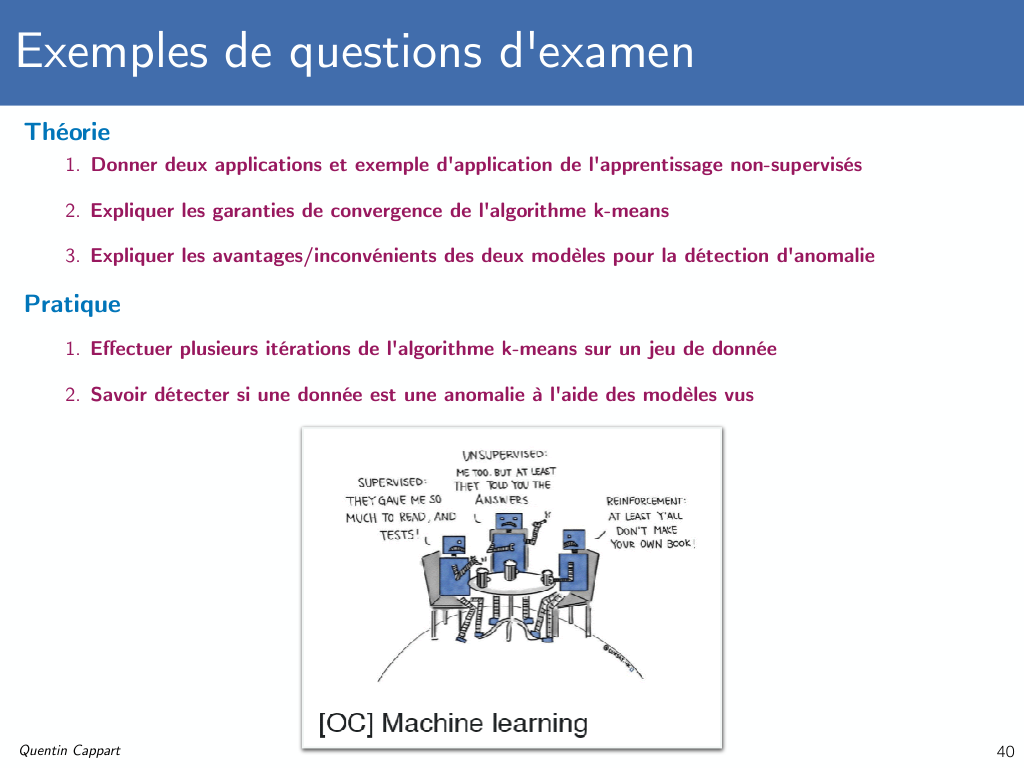 Exemples de questions d'examen
Théorie
1. Donner deux applications et exemple d'application de l'apprentissage non-supervisés
2. Expliquer les garanties de convergence de l'algorithme k-means
3. Expliquer les avantages/inconvénients des deux modèles pour la détection d'anomalie
Pratique
1. Effectuer plusieurs itérations de l'algorithme k-means sur un jeu de donnée
2. Savoir détecter si une donnée est une anomalie à l'aide des modèles vus
SUPERVISED:
THEY GAVE ME SO
MUCH TO READ, AND
TESTS!
UNSUPERVISED:
ME TOO. BUT AT LEAST
THEY TOLD YOU THE
ANSWERS
REINFORCEMENT:
AT LEAST Y'ALL
DON'T MAKE
YOUR OWN BOOK!
[OC] Machine learning
Quentin Cappart
40